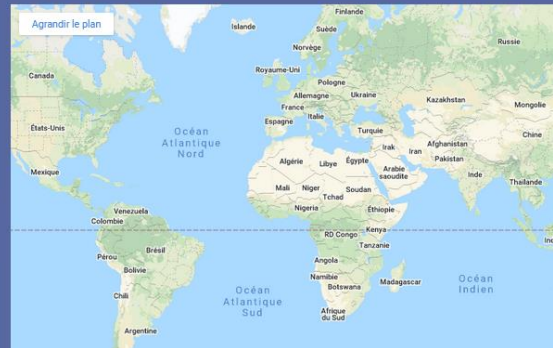 Agrandir le plan
Finlande
Islande
Suède
Norvège
Russie
Royaume-Uni
Canada
Pologne
Allemagne
Ukraine
Kazakhstan
France
Mongolie
Italie
Espagne
États-Unis
Océan
Atlantique
Nord
Turquie
Chine
Irak
Iran
Afghanistan
Pakistan
Algérie
Libye
Égypte
Arabie
saoudite
Mexique
Inde
Thaïlande
Mali
Niger
Tchad
Soudan
Nigeria
Éthiopie
Venezuela
Colombie
RD Congo
Kenya
Tanzanie
Pérou
Brésil
Angola
Bolivie
Namibie
Botswana
Madagascar
Océan
Indien
Océan
Atlantique
Sud
Chili
Afrique
du Sud
Argentine